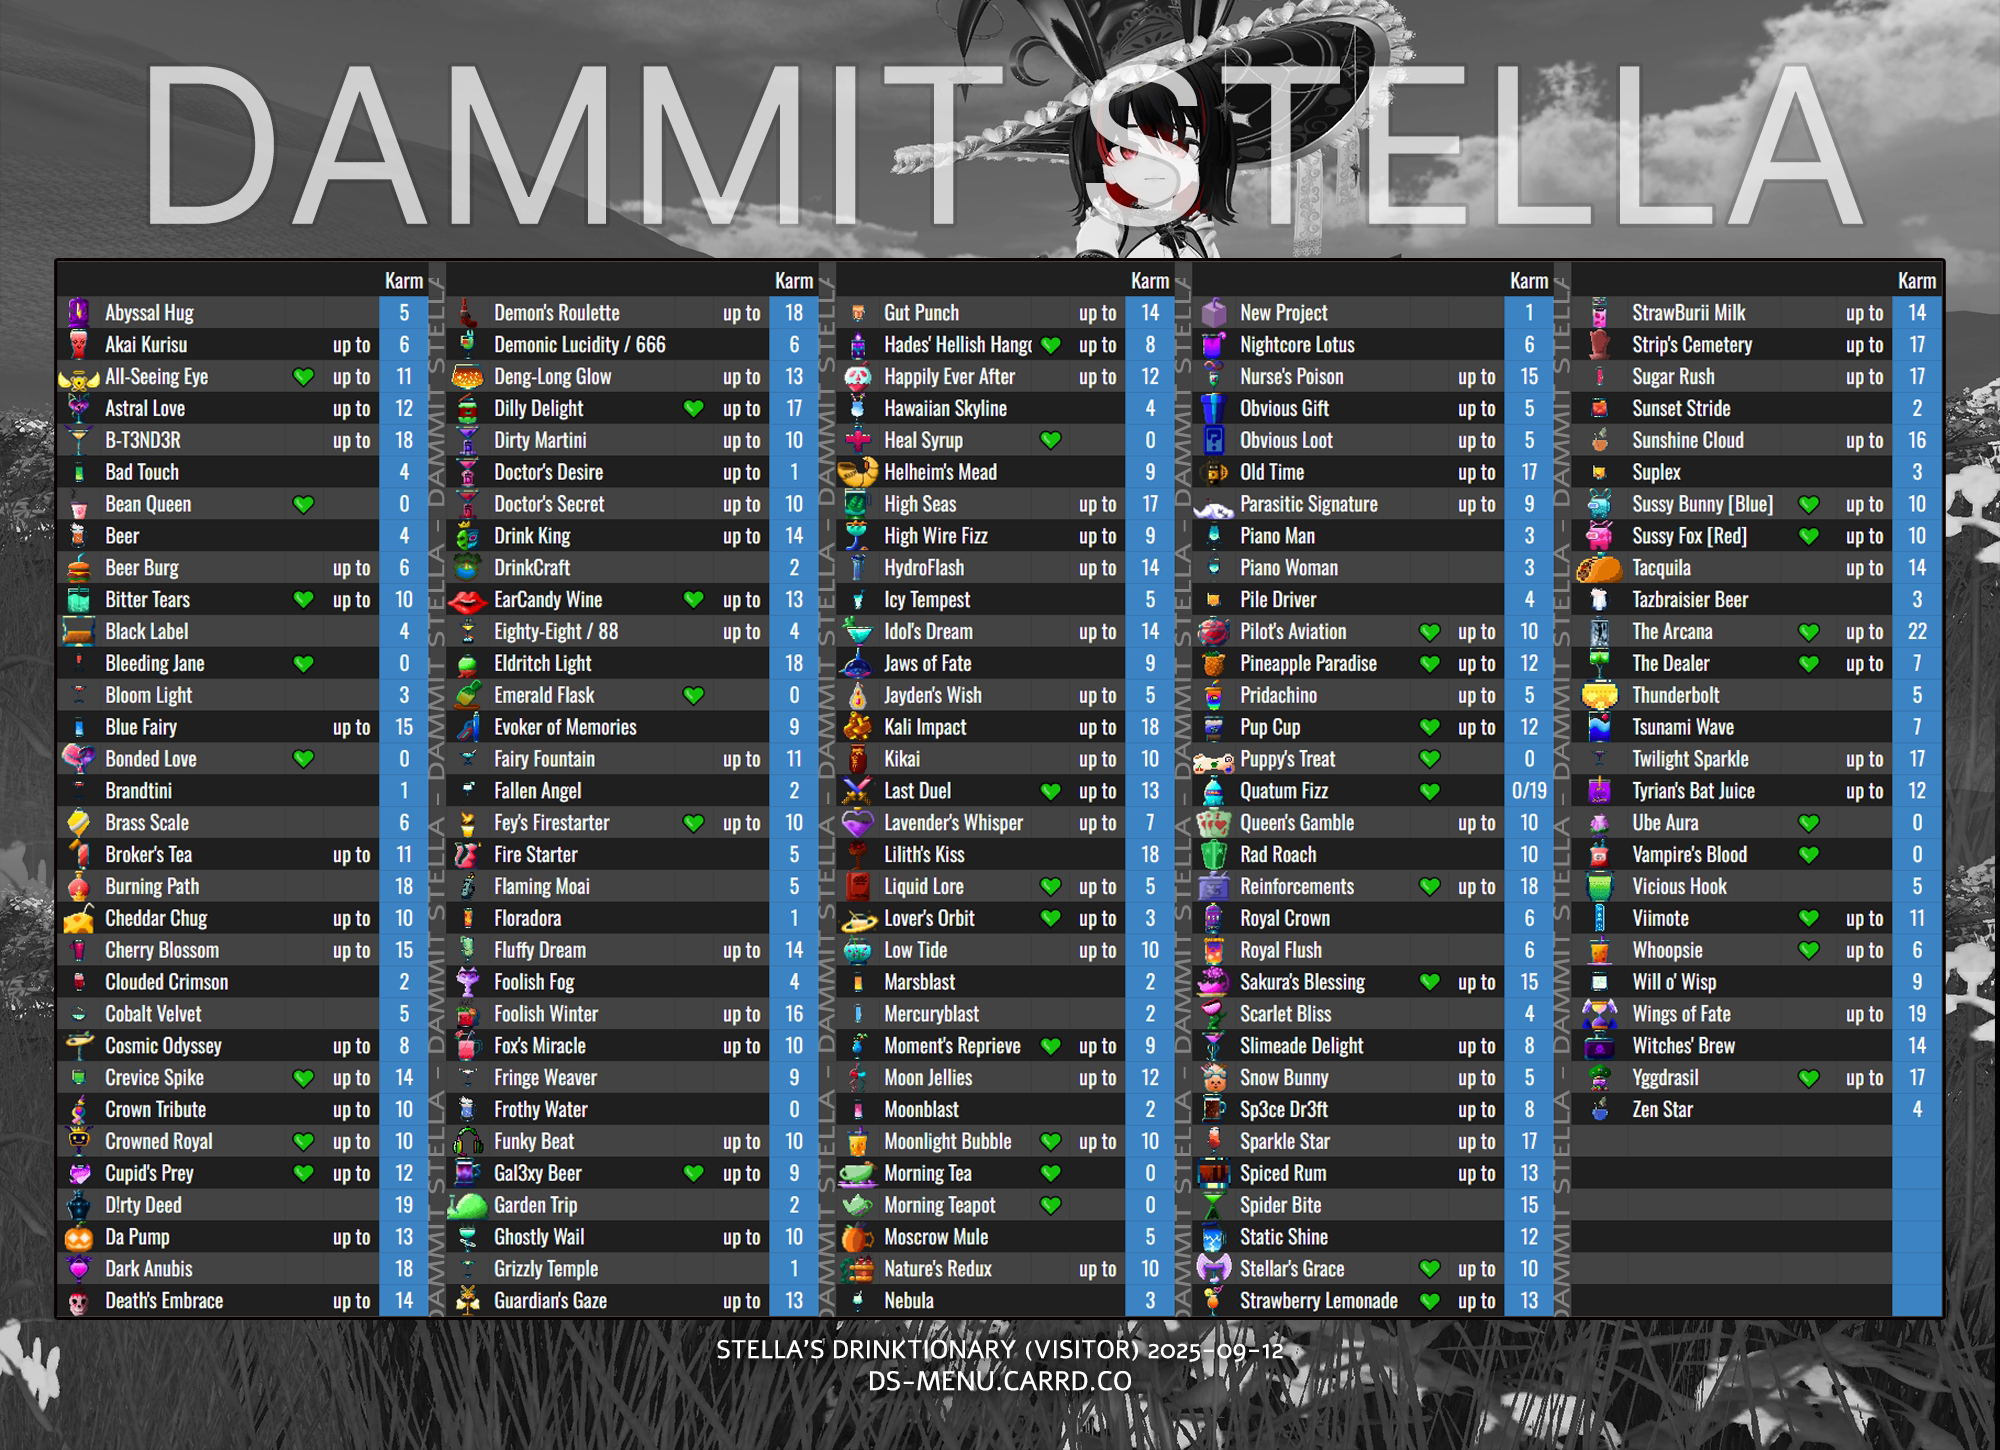 DAMMIT STELLA
Karm
Abyssal Hug 5
Akai Kurisu up to 6
All-Seeing Eye up to 11
Astral Love up to 12
B-T3ND3R up to 18
Bad Touch 4
Bean Queen 0
Beer 4
Beer Burg up to 6
Bitter Tears up to 10
Black Label 4
Bleeding Jane 0
Bloom Light 3
Blue Fairy up to 15
Bonded Love 0
Brandtini 1
Brass Scale 6
Broker's Tea up to 11
Burning Path 18
Cheddar Chug up to 10
Cherry Blossom up to 15
Clouded Crimson 2
Cobalt Velvet 5
Cosmic Odyssey up to 8
Crevice Spike up to 14
Crown Tribute up to 10
Crowned Royal up to 10
Cupid's Prey up to 12
D!rty Deed 19
Da Pump up to 13
Dark Anubis 18
Death's Embrace up to 14
DAMMIT STELLA - DAMMIT STELLA - DAMMIT STELLA
Karm
Demon's Roulette up to 18
Demonic Lucidity / 666 6
Deng-Long Glow up to 13
Dilly Delight up to 17
Dirty Martini up to 10
Doctor's Desire up to 1
Doctor's Secret up to 10
Drink King up to 14
DrinkCraft 2
EarCandy Wine up to 13
Eighty-Eight / 88 up to 4
Eldritch Light 18
Emerald Flask 0
Evoker of Memories 9
Fairy Fountain up to 11
Fallen Angel 2
Fey's Firestarter up to 10
Fire Starter 5
Flaming Moai 5
Floradora 1
Fluffy Dream up to 14
Foolish Fog 4
Foolish Winter up to 16
Fox's Miracle up to 10
Fringe Weaver 9
Frothy Water 0
Funky Beat up to 10
Gal3xy Beer up to 9
Garden Trip 2
Ghostly Wail up to 10
Grizzly Temple 1
Guardian's Gaze up to 13
DAMMIT STELLA - DAMMIT STELLA - DAMMIT STELLA
Karm
Gut Punch up to 14
Hades' Hellish Hang up to 8
Happily Ever After up to 12
Hawaiian Skyline 4
Heal Syrup 0
Helheim's Mead 9
High Seas up to 17
High Wire Fizz up to 9
HydroFlash up to 14
Icy Tempest 5
Idol's Dream up to 14
Jaws of Fate 9
Jayden's Wish up to 5
Kali Impact up to 18
Kikai up to 10
Last Duel up to 13
Lavender's Whisper up to 7
Lilith's Kiss 18
Liquid Lore up to 5
Lover's Orbit up to 3
Low Tide up to 10
Marsblast 2
Mercuryblast 2
Moment's Reprieve up to 9
Moon Jellies up to 12
Moonblast 2
Moonlight Bubble up to 10
Morning Tea 0
Morning Teapot 0
Moscrow Mule 5
Nature's Redux up to 10
Nebula 3
DAMMIT STELLA - DAMMIT STELLA - DAMMIT STELLA
Karm
New Project 1
Nightcore Lotus 6
Nurse's Poison up to 15
Obvious Gift up to 5
Obvious Loot up to 5
Old Time up to 17
Parasitic Signature up to 9
Piano Man 3
Piano Woman 3
Pile Driver 4
Pilot's Aviation up to 10
Pineapple Paradise up to 12
Pridachino up to 5
Pup Cup up to 12
Puppy's Treat 0
Quatum Fizz 0/19
Queen's Gamble up to 10
Rad Roach 10
Reinforcements up to 18
Royal Crown 6
Royal Flush 6
Sakura's Blessing up to 15
Scarlet Bliss 4
Slimeade Delight up to 8
Snow Bunny up to 5
Sp3ce Dr3ft up to 8
Sparkle Star up to 17
Spiced Rum up to 13
Spider Bite 15
Static Shine 12
Stellar's Grace up to 10
Strawberry Lemonade up to 13
DAMMIT STELLA - DAMMIT STELLA - DAMMIT STELLA
Karm
StrawBurii Milk up to 14
Strip's Cemetery up to 17
Sugar Rush up to 17
Sunset Stride 2
Sunshine Cloud up to 16
Suplex 3
Sussy Bunny [Blue] up to 10
Sussy Fox [Red] up to 10
Tacquila up to 14
Tazbraisier Beer 3
The Arcana up to 22
The Dealer up to 7
Thunderbolt 5
Tsunami Wave 7
Twilight Sparkle up to 17
Tyrian's Bat Juice up to 12
Ube Aura 0
Vampire's Blood 0
Vicious Hook 5
Viimote up to 11
Whoopsie up to 6
Will o' Wisp 9
Wings of Fate up to 19
Witches' Brew 14
Yggdrasil up to 17
Zen Star 4
STELLA'S DRINKTIONARY (VISITOR) 2025-09-12
DS-MENU.CARRD.CO